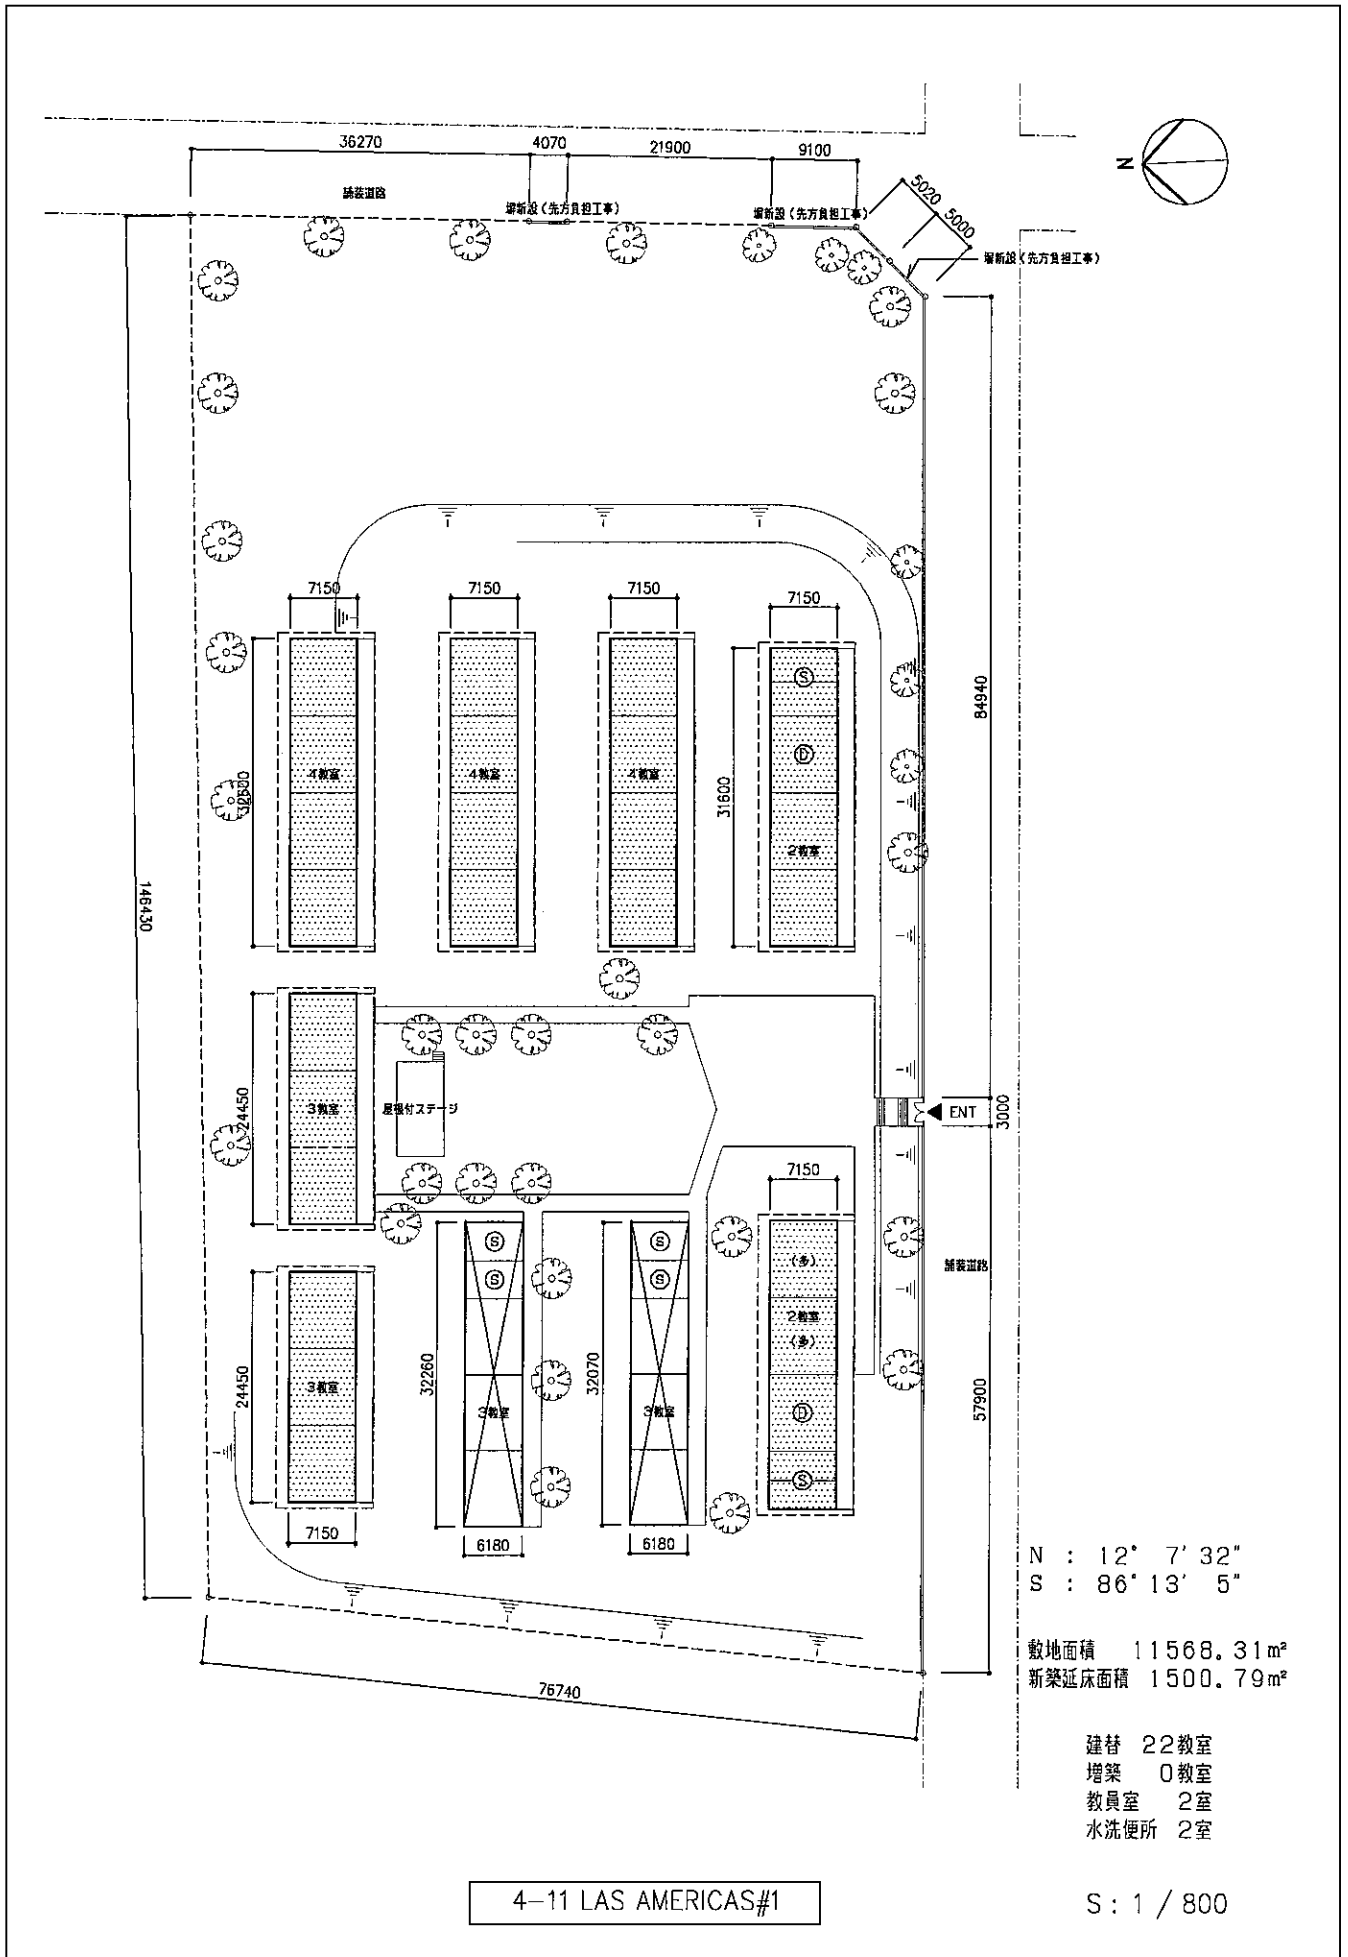 36270
4070
21900
9100
N
舗装道路
塀新設(先方負担工事)
塀新設(先方負担工事)
5020
5000
塀新設(先方負担工事)
7150
7150
7150
7150
S
84940
D
4教室
4教室
4教室
32600
31600
2教室
146430
24450
3教室
屋根付ステージ
ENT
3000
7150
S
S
S
S
(多)
2教室
(多)
舗装道路
32260
32070
24450
3教室
3教室
3教室
D
57900
S
7150
6180
6180
N : 12° 7' 32"
S : 86° 13' 5"
敷地面積 11568.31m²
新築延床面積 1500.79m²
76740
建替 22教室
増築 0教室
教員室 2室
水洗便所 2室
4-11 LAS AMERICAS#1
S : 1 / 800